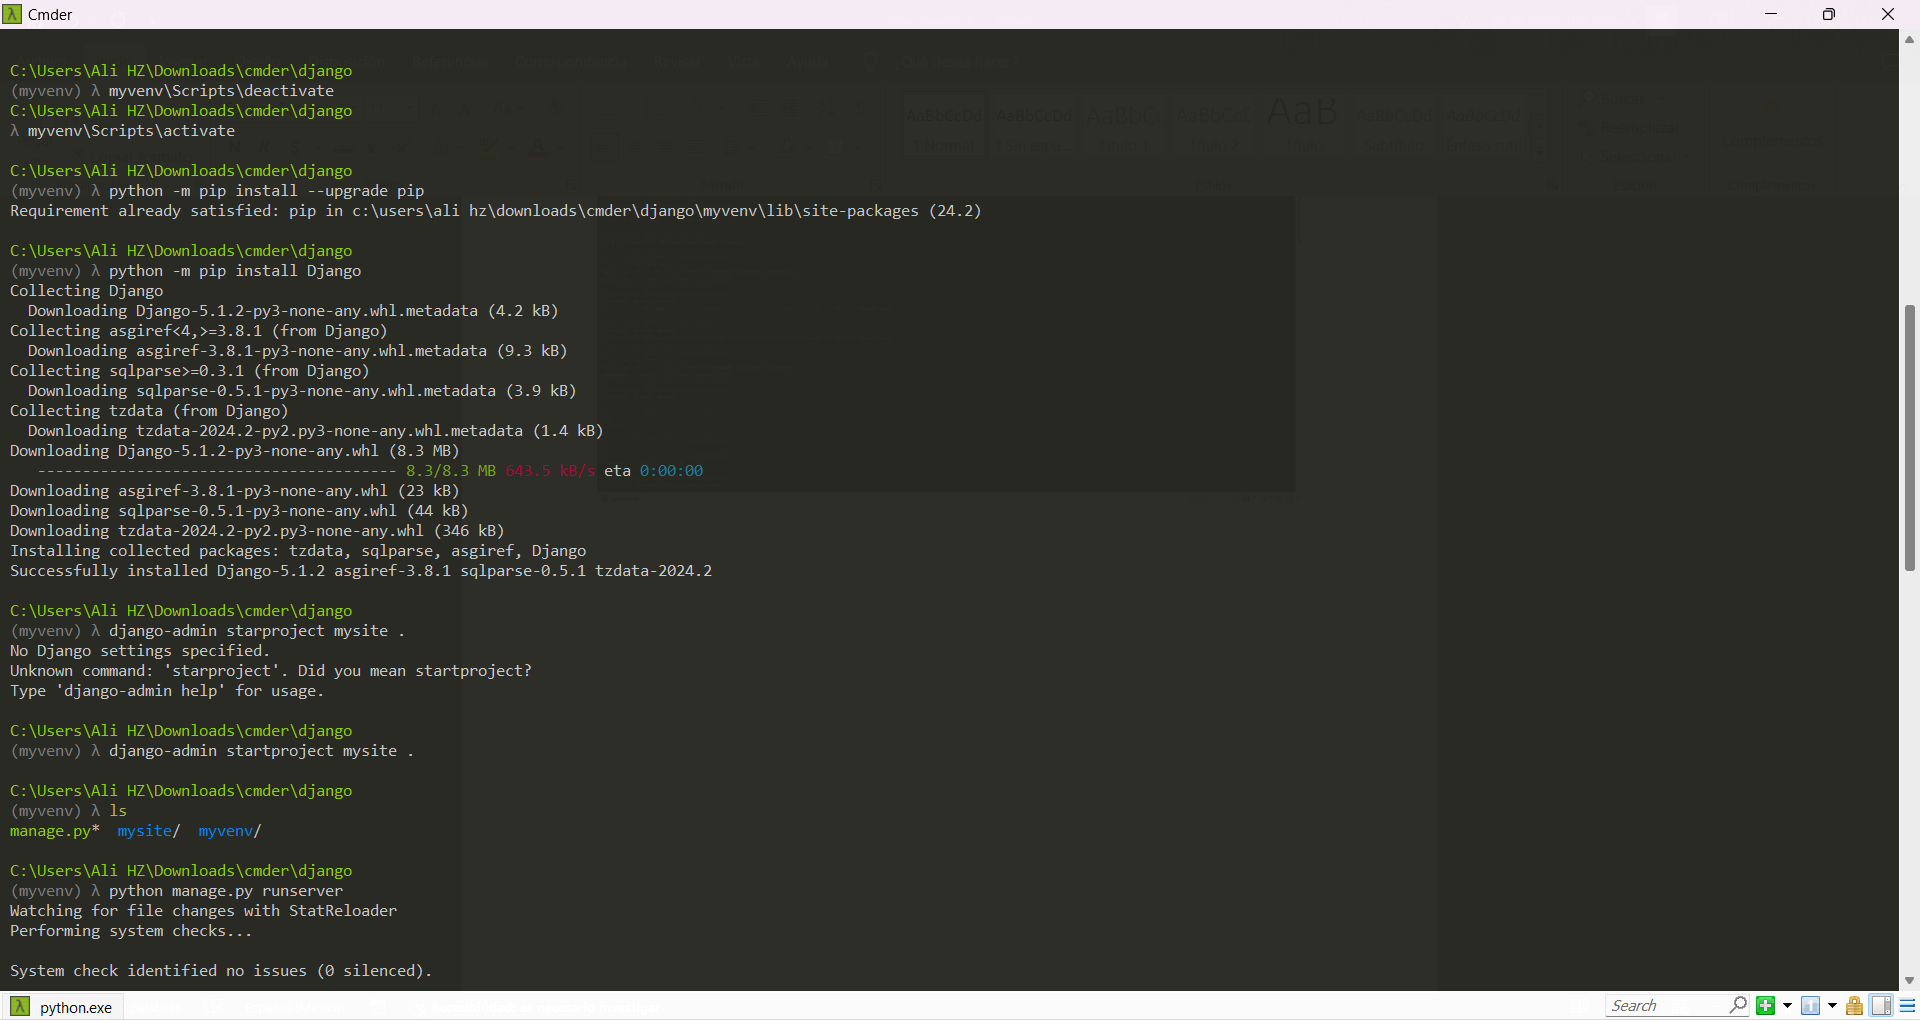 Cmder
C:\Users\Ali HZ\Downloads\cmder\django
(myvenv) λ myvenv\Scripts\deactivate
C:\Users\Ali HZ\Downloads\cmder\django
λ myvenv\Scripts\activate
C:\Users\Ali HZ\Downloads\cmder\django
(myvenv) λ python -m pip install --upgrade pip
Requirement already satisfied: pip in c:\users\ali hz\downloads\cmder\django\myvenv\lib\site-packages (24.2)
C:\Users\Ali HZ\Downloads\cmder\django
(myvenv) λ python -m pip install Django
Collecting Django
  Downloading Django-5.1.2-py3-none-any.whl.metadata (4.2 kB)
Collecting asgiref<4,>=3.8.1 (from Django)
  Downloading asgiref-3.8.1-py3-none-any.whl.metadata (9.3 kB)
Collecting sqlparse>=0.3.1 (from Django)
  Downloading sqlparse-0.5.1-py3-none-any.whl.metadata (3.9 kB)
Collecting tzdata (from Django)
  Downloading tzdata-2024.2-py2.py3-none-any.whl.metadata (1.4 kB)
Downloading Django-5.1.2-py3-none-any.whl (8.3 MB)
   ---------------------------------------- 8.3/8.3 MB 643.5 kB/s eta 0:00:00
Downloading asgiref-3.8.1-py3-none-any.whl (23 kB)
Downloading sqlparse-0.5.1-py3-none-any.whl (44 kB)
Downloading tzdata-2024.2-py2.py3-none-any.whl (346 kB)
Installing collected packages: tzdata, sqlparse, asgiref, Django
Successfully installed Django-5.1.2 asgiref-3.8.1 sqlparse-0.5.1 tzdata-2024.2
C:\Users\Ali HZ\Downloads\cmder\django
(myvenv) λ django-admin starproject mysite .
No Django settings specified.
Unknown command: 'starproject'. Did you mean startproject?
Type 'django-admin help' for usage.
C:\Users\Ali HZ\Downloads\cmder\django
(myvenv) λ django-admin startproject mysite .
C:\Users\Ali HZ\Downloads\cmder\django
(myvenv) λ ls
manage.py*  mysite/  myvenv/
C:\Users\Ali HZ\Downloads\cmder\django
(myvenv) λ python manage.py runserver
Watching for file changes with StatReloader
Performing system checks...
System check identified no issues (0 silenced).
python.exe
Search